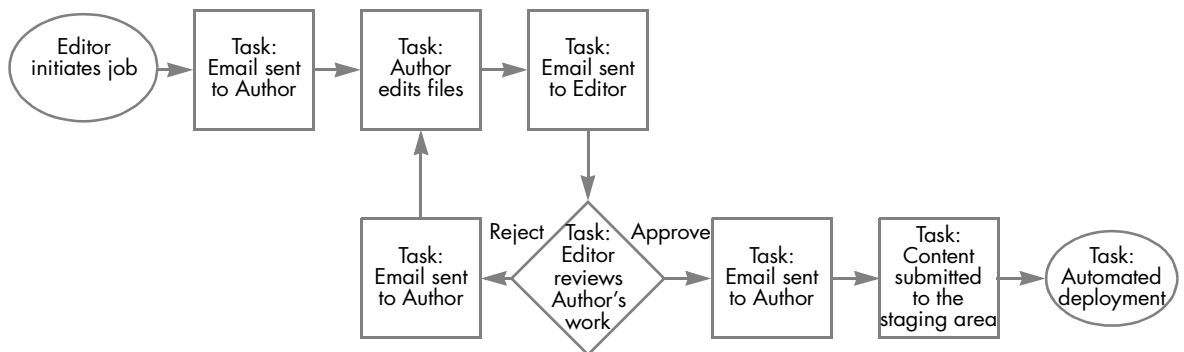 Editor
initiates job
Task:
Email sent
to Author
Task:
Author
edits files
Task:
Email sent
to Editor
Task:
Email sent
to Author
Reject
Task:
Editor
reviews
Author's
work
Approve
Task:
Email sent
to Author
Task:
Content
submitted
to the
staging area
Task:
Automated
deployment